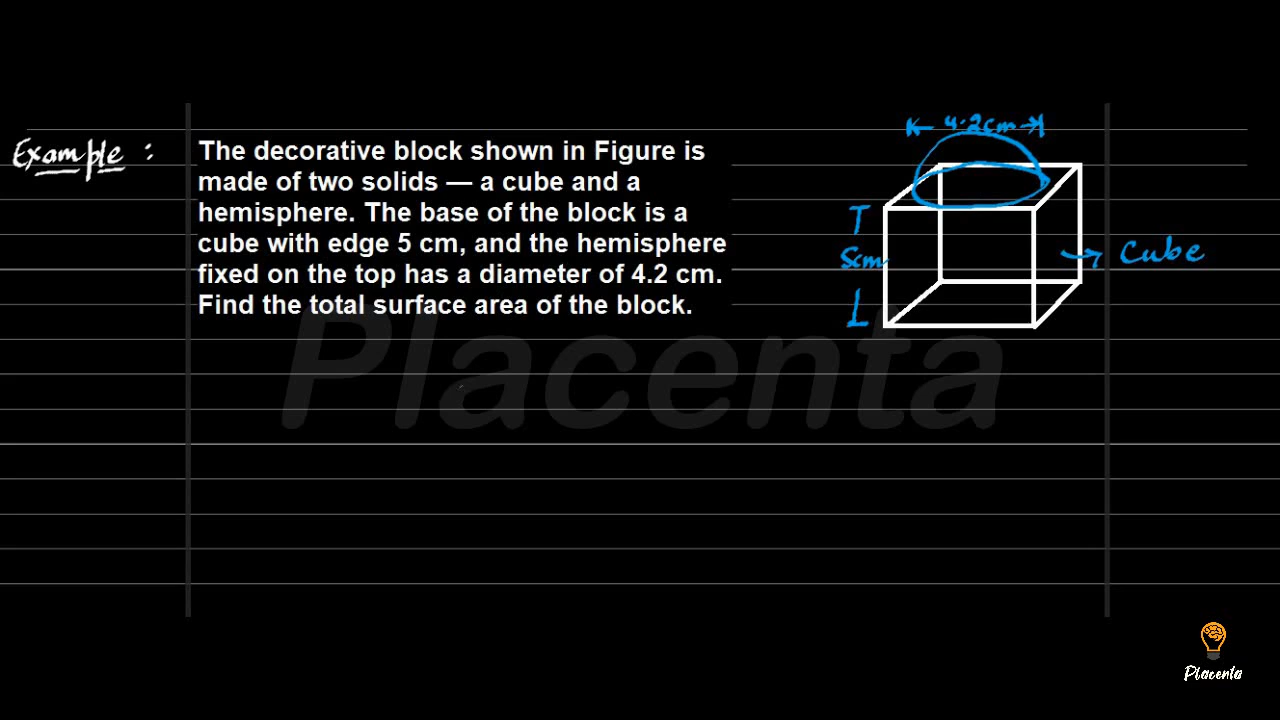 Example :
The decorative block shown in Figure is
made of two solids — a cube and a
hemisphere. The base of the block is a
cube with edge 5 cm, and the hemisphere
fixed on the top has a diameter of 4.2 cm.
Find the total surface area of the block.
4.2cm
5cm
Cube
Placenta
Placenta